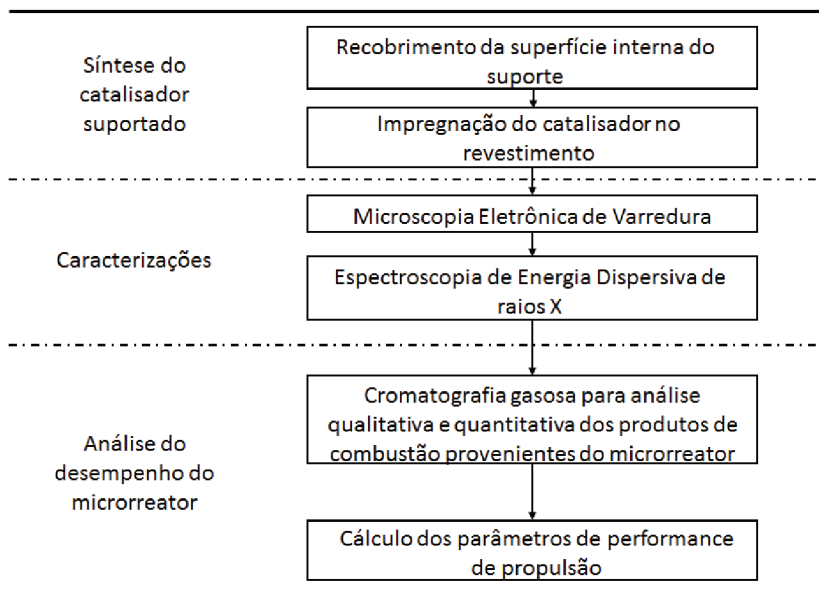 Síntese do
catalisador
suportado
Recobrimento da superfície interna do
suporte
Impregnação do catalisador no
revestimento
Caracterizações
Microscopia Eletrônica de Varredura
Espectroscopia de Energia Dispersiva de
raios X
Análise do
desempenho do
microrreator
Cromatografia gasosa para análise
qualitativa e quantitativa dos produtos de
combustão provenientes do microrreator
Cálculo dos parâmetros de performance
de propulsão